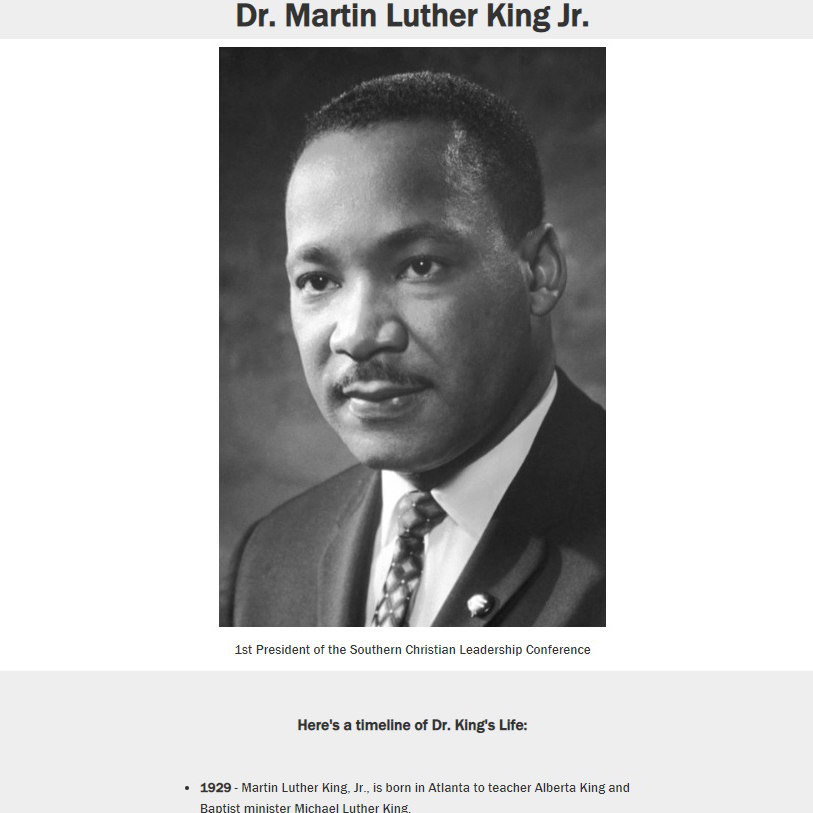 Dr. Martin Luther King Jr.
1st President of the Southern Christian Leadership Conference
Here's a timeline of Dr. King's Life:
• 1929 - Martin Luther King, Jr., is born in Atlanta to teacher Alberta King and
Baptist minister Michael Luther King.